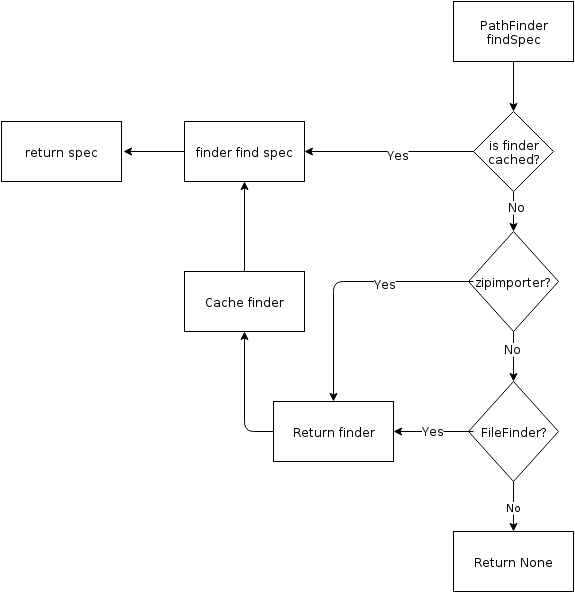 PathFinder
findSpec
return spec
finder find spec
Yes
is finder
cached?
No
Cache finder
Yes
zipimporter?
No
Return finder
Yes
FileFinder?
No
Return None